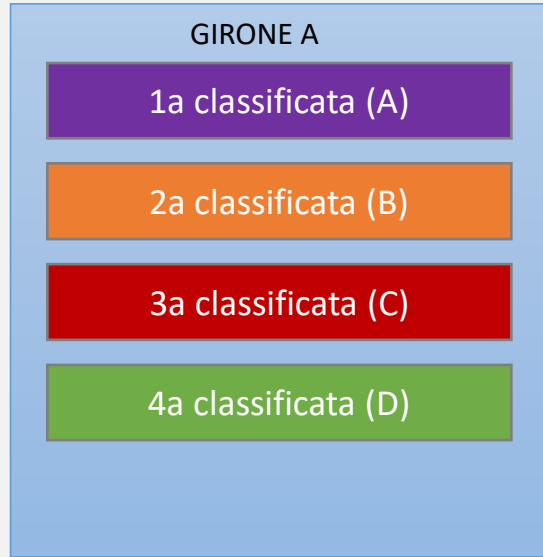 GIRONE A
1a classificata (A)
2a classificata (B)
3a classificata (C)
4a classificata (D)